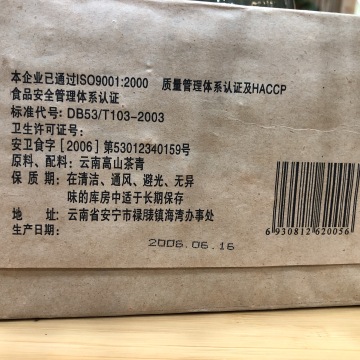 本企业已通过ISO9001:2000 质量管理体系认证及HACCP
食品安全管理体系认证
标准代号: DB53/T103-2003
卫生许可证号:
安卫食字[2006]第53012340159号
原料、配料: 云南高山茶青
保 质 期: 在清洁、通风、避光、无异
味的库房中适于长期保存
地 址: 云南省安宁市禄脿镇海湾办事处
生产日期:
2006.06.16
6930812620056